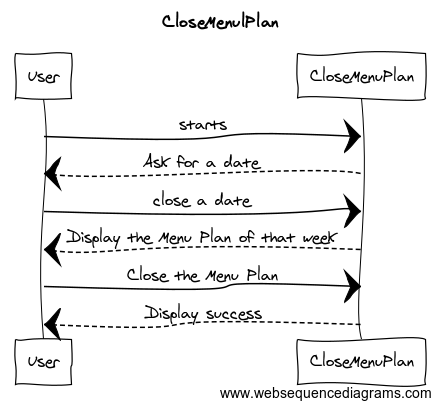 CloseMenulPlan
User
CloseMenuPlan
starts
Ask for a date
close a date
Display the Menu Plan of that week
Close the Menu Plan
Display success
User
CloseMenuPlan
www.websequencediagrams.com